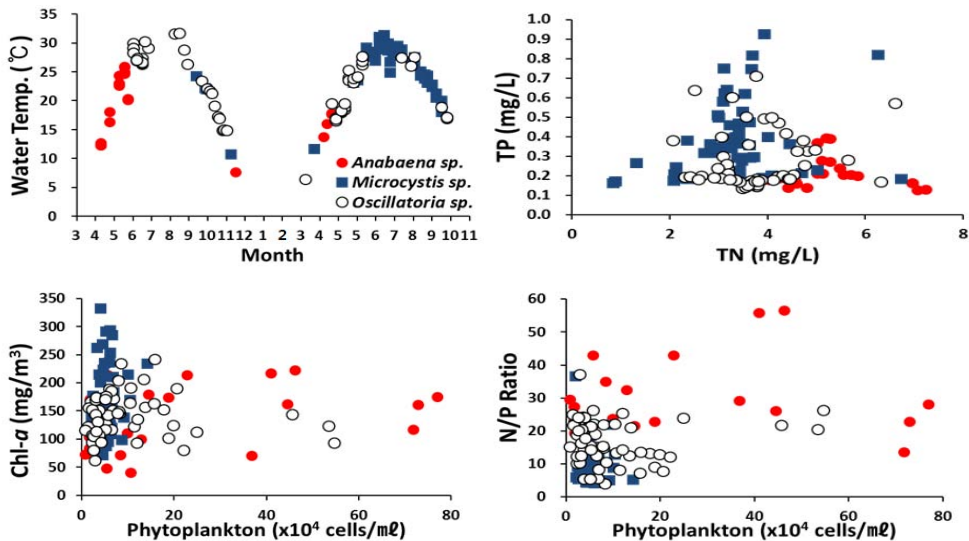 Water Temp. (℃)
35
30
25
20
15
10
5
0
3 4 5 6 7 8 9 10 11 12 1 2 3 4 5 6 7 8 9 10 11
Month
Anabaena sp.
Microcystis sp.
Oscillatoria sp.
TP (mg/L)
1.0
0.9
0.8
0.7
0.6
0.5
0.4
0.3
0.2
0.1
0.0
0 2 4 6 8
TN (mg/L)
Chl-a (mg/m³)
350
300
250
200
150
100
50
0
0 20 40 60 80
Phytoplankton (x10⁴ cells/㎖)
N/P Ratio
60
50
40
30
20
10
0
0 20 40 60 80
Phytoplankton (x10⁴ cells/㎖)